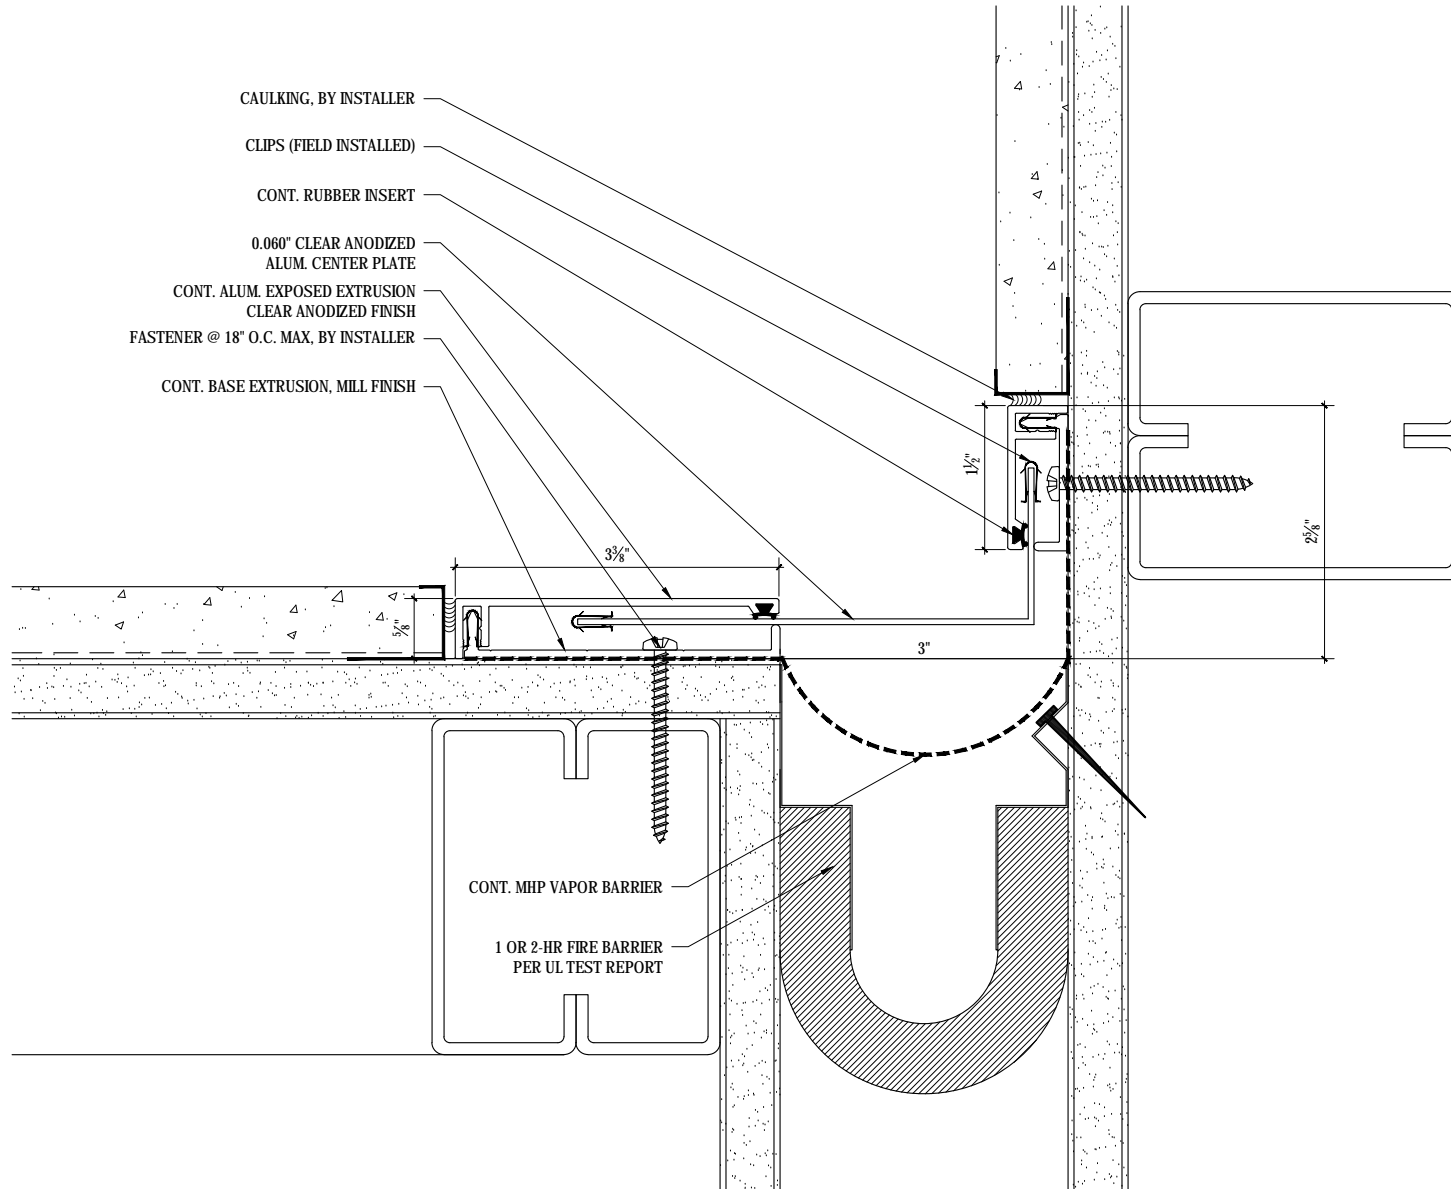 CAULKING, BY INSTALLER
CLIPS (FIELD INSTALLED)
CONT. RUBBER INSERT
0.060" CLEAR ANODIZED
ALUM. CENTER PLATE
CONT. ALUM. EXPOSED EXTRUSION
CLEAR ANODIZED FINISH
FASTENER @ 18" O.C. MAX, BY INSTALLER
CONT. BASE EXTRUSION, MILL FINISH
1½"
2⅝"
3⅜"
⅝"
3"
CONT. MHP VAPOR BARRIER
1 OR 2-HR FIRE BARRIER
PER UL TEST REPORT